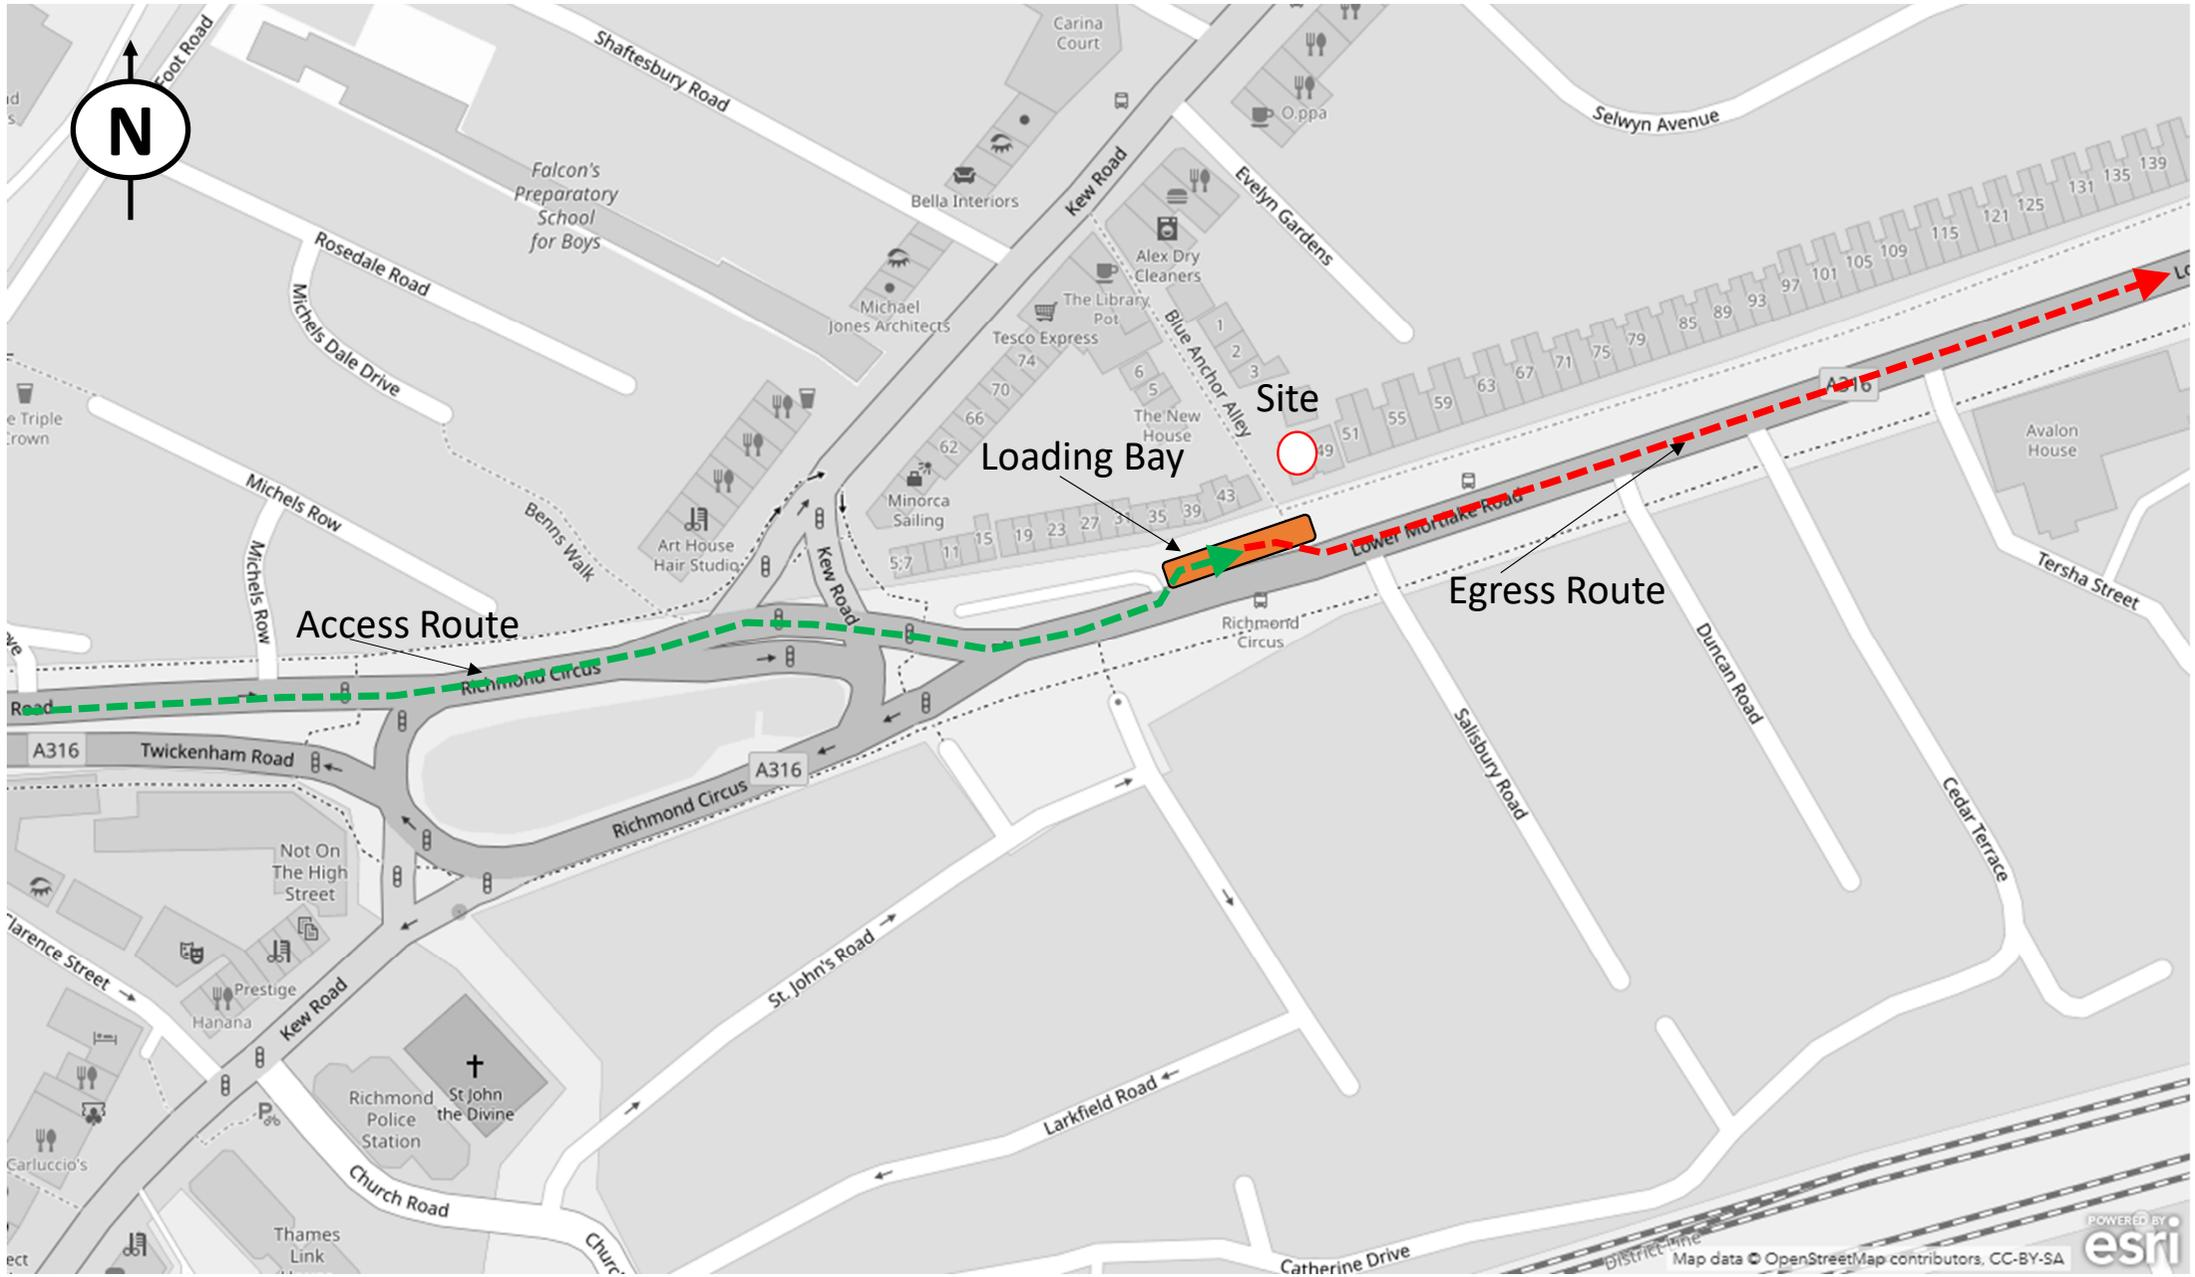 Foot Road
Shaftesbury Road
Carina
Court
O.ppa
Selwyn Avenue
N
Falcon's
Preparatory
School
for Boys
Bella Interiors
Kew Road
Evelyn Gardens
139
135
131
125
121
115
109
105
101
97
93
89
85
79
75
71
67
63
59
55
51
49
Rosedale Road
Michels Dale Drive
Michael
Jones Architects
Alex Dry
Cleaners
The Library
Pot
Tesco Express
Blue Anchor Alley
1
2
3
74
70
66
62
6
5
The New
House
Site
A316
Lo
e Triple
Crown
Loading Bay
Avalon
House
Michels Row
Michels Row
Benns Walk
Art House
Hair Studio
Minorca
Sailing
5;7
11
15
19
23
27
31
35
39
43
Lower Mortlake Road
Kew Road
Access Route
Egress Route
Tersha Street
Richmond
Circus
Richmond Circus
Road
A316
Twickenham Road
A316
Richmond Circus
Duncan Road
Salisbury Road
Cedar Terrace
Not On
The High
Street
Clarence Street
Prestige
Hanana
Kew Road
St. John's Road
Richmond
Police
Station
St John
the Divine
Larkfield Road
Carluccio's
Church Road
Thames
Link
Church
Catherine Drive
District Line
Map data © OpenStreetMap contributors, CC-BY-SA
POWERED BY
esri